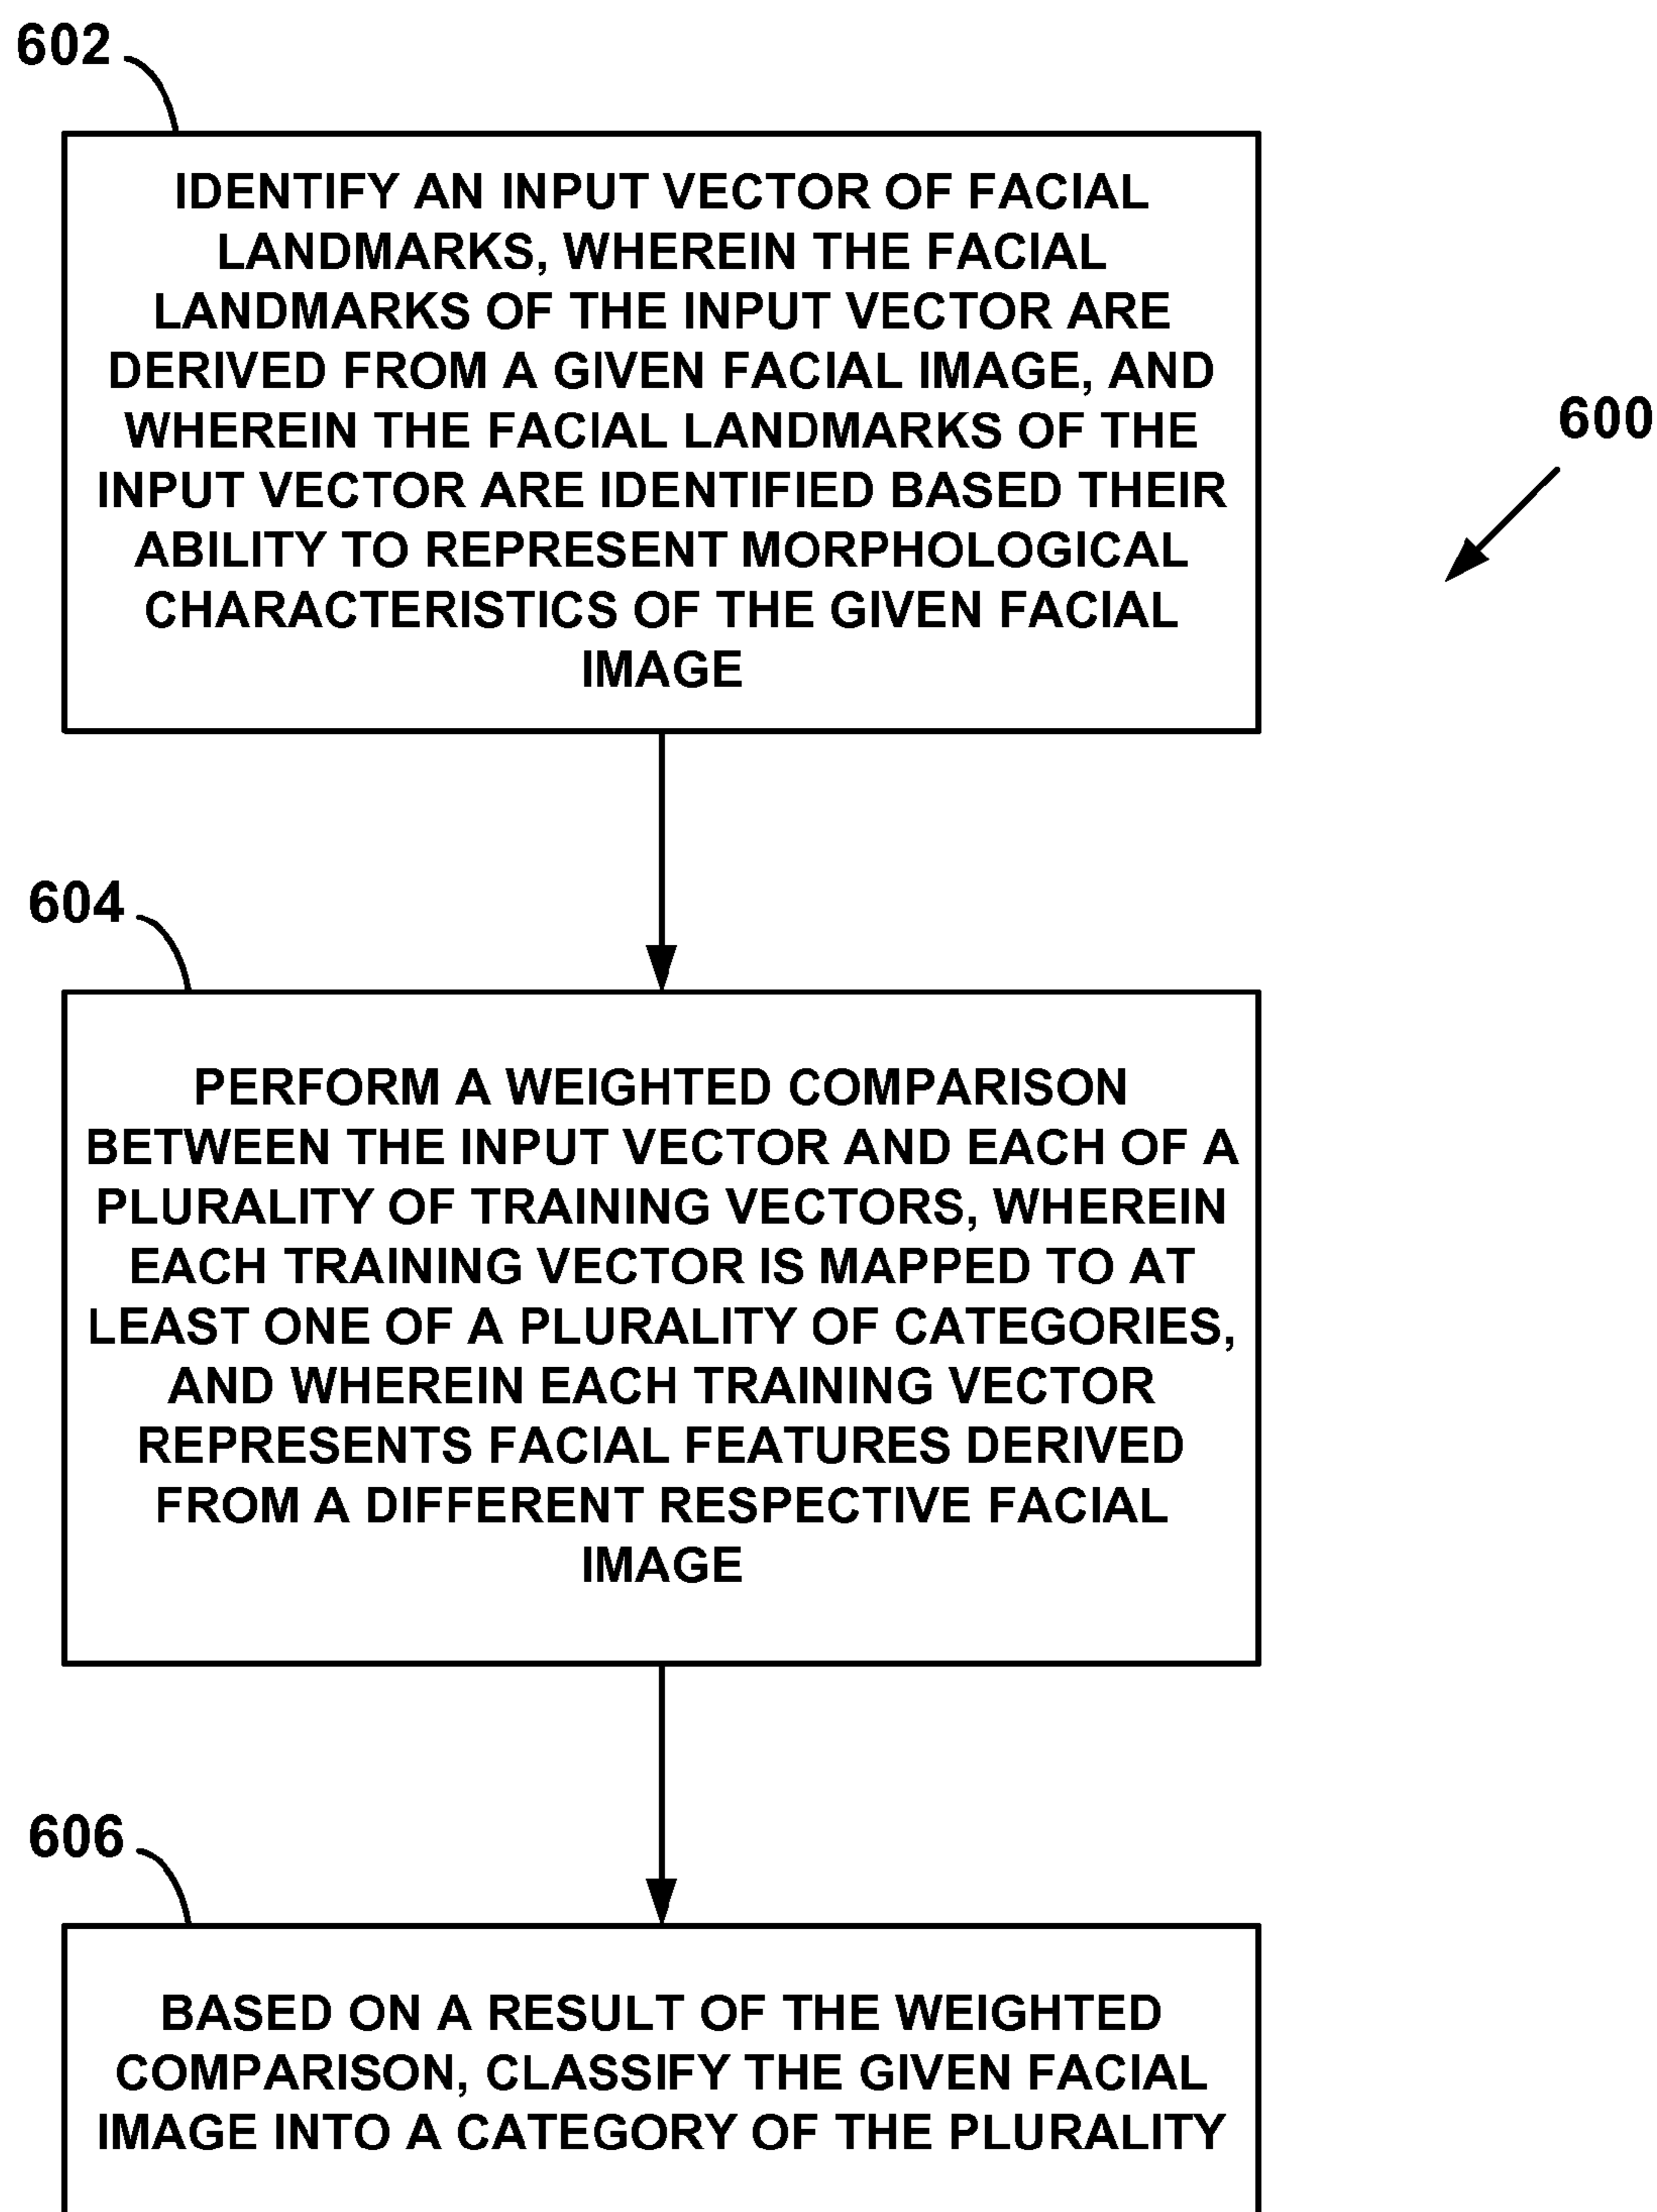 602
IDENTIFY AN INPUT VECTOR OF FACIAL
LANDMARKS, WHEREIN THE FACIAL
LANDMARKS OF THE INPUT VECTOR ARE
DERIVED FROM A GIVEN FACIAL IMAGE, AND
WHEREIN THE FACIAL LANDMARKS OF THE
INPUT VECTOR ARE IDENTIFIED BASED THEIR
ABILITY TO REPRESENT MORPHOLOGICAL
CHARACTERISTICS OF THE GIVEN FACIAL
IMAGE
600
604
PERFORM A WEIGHTED COMPARISON
BETWEEN THE INPUT VECTOR AND EACH OF A
PLURALITY OF TRAINING VECTORS, WHEREIN
EACH TRAINING VECTOR IS MAPPED TO AT
LEAST ONE OF A PLURALITY OF CATEGORIES,
AND WHEREIN EACH TRAINING VECTOR
REPRESENTS FACIAL FEATURES DERIVED
FROM A DIFFERENT RESPECTIVE FACIAL
IMAGE
606
BASED ON A RESULT OF THE WEIGHTED
COMPARISON, CLASSIFY THE GIVEN FACIAL
IMAGE INTO A CATEGORY OF THE PLURALITY